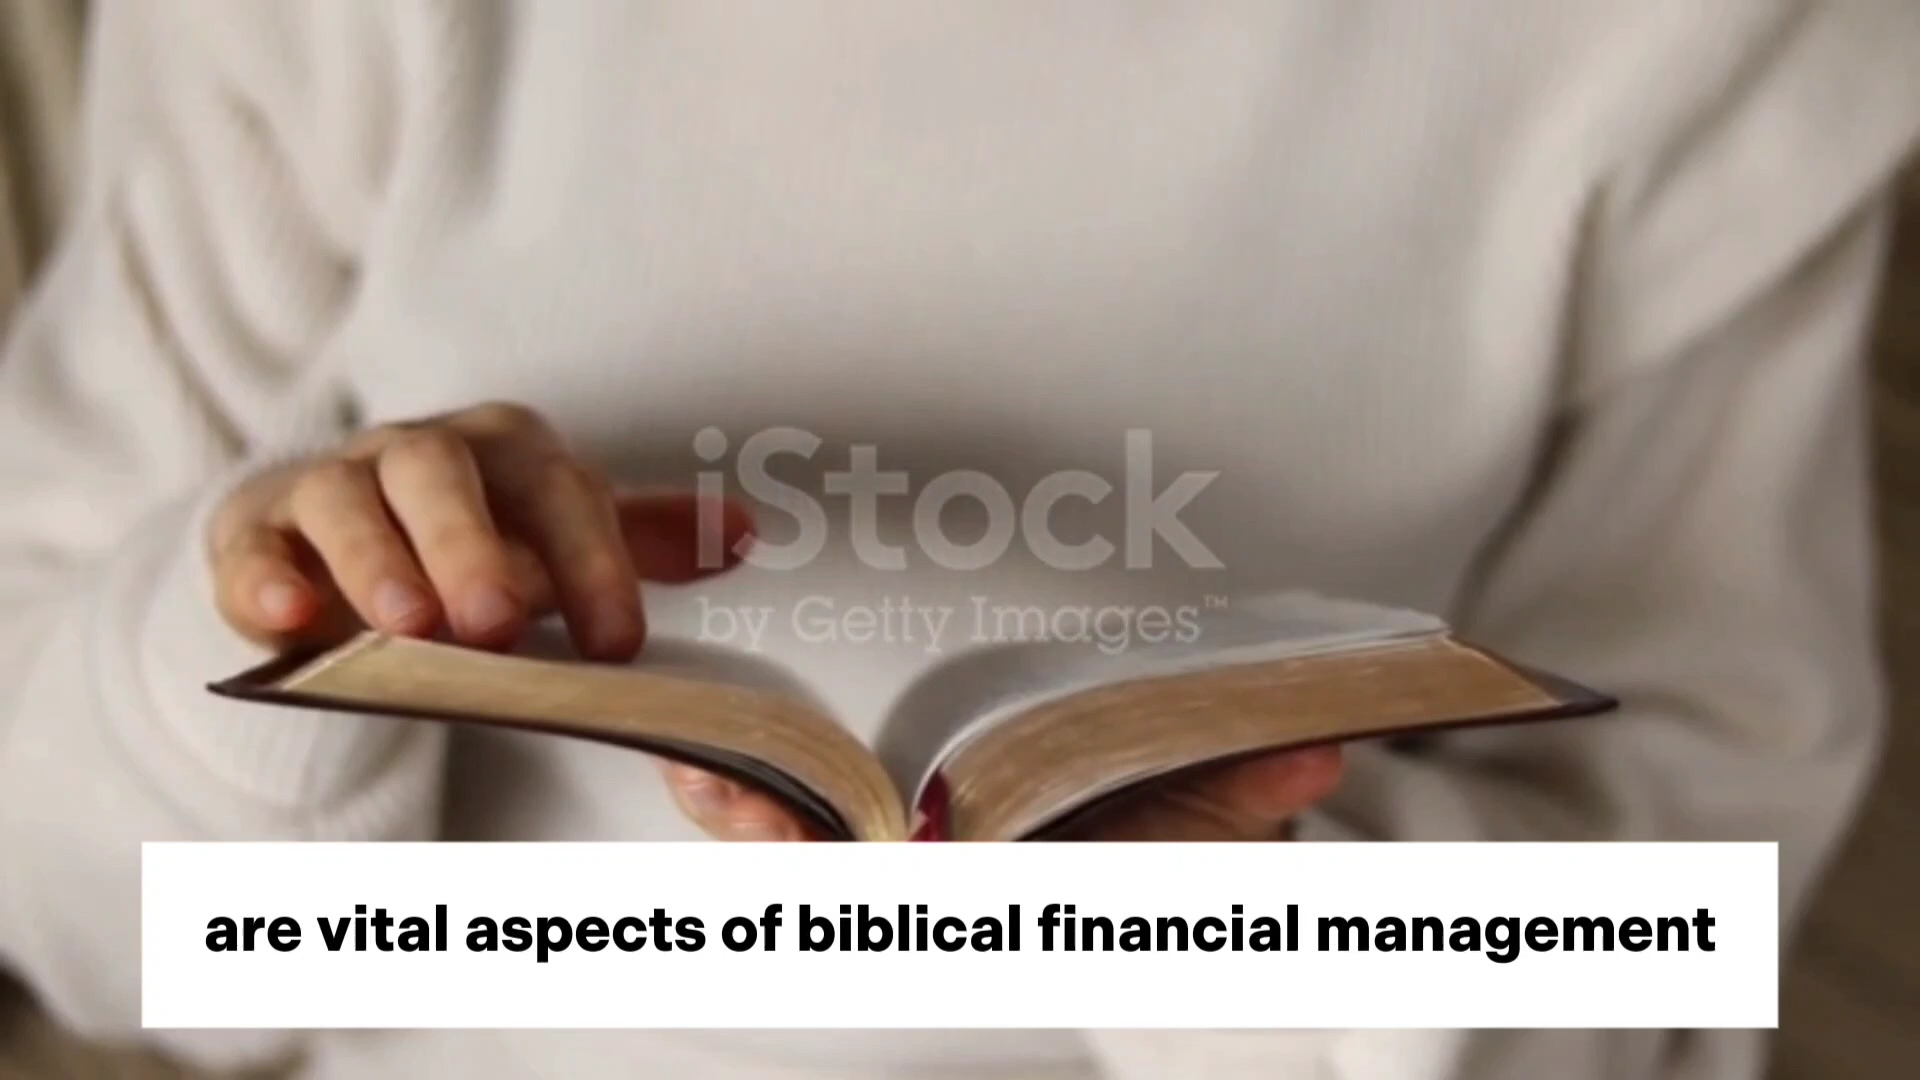 iStock
by Getty Images™
are vital aspects of biblical financial management